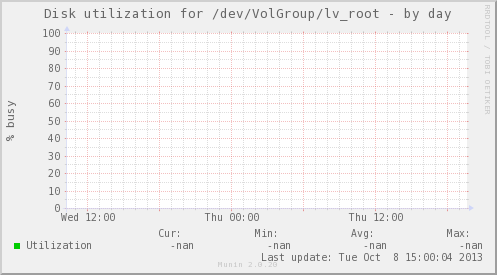 Disk utilization for /dev/VolGroup/lv_root - by day
RRDTOOL / TOBI OETIKER
% busy
100
90
80
70
60
50
40
30
20
10
0
Wed 12:00 Thu 00:00 Thu 12:00
Cur: Min: Avg: Max:
Utilization -nan -nan -nan -nan
Last update: Tue Oct 8 15:00:04 2013
Munin 2.0.20